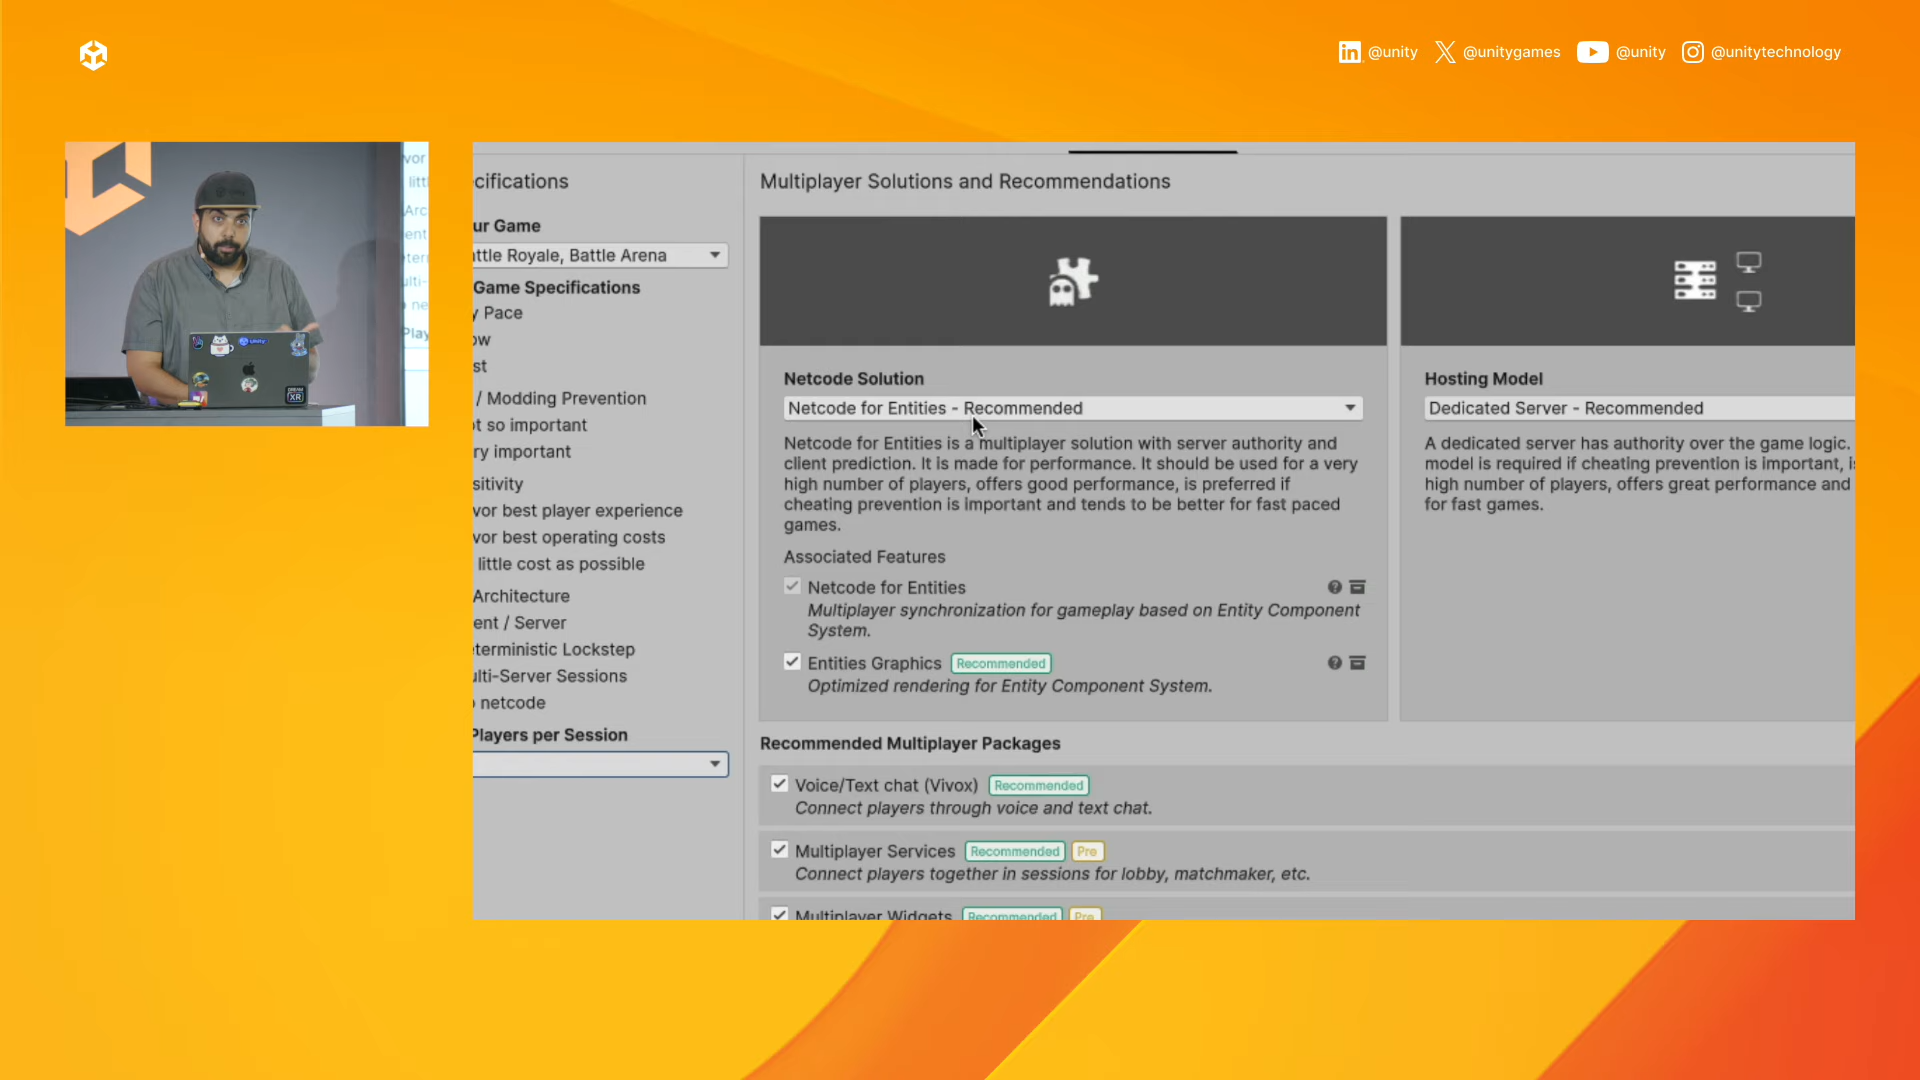 @unity
@unitygames
@unity
@unitytechnology
cifications
ur Game
ttle Royale, Battle Arena
Game Specifications
y Pace
ow
st
/ Modding Prevention
t so important
ry important
sitivity
vor best player experience
vor best operating costs
little cost as possible
Architecture
ent / Server
terministic Lockstep
ulti-Server Sessions
netcode
Players per Session
Multiplayer Solutions and Recommendations
Netcode Solution
Netcode for Entities - Recommended
Netcode for Entities is a multiplayer solution with server authority and
client prediction. It is made for performance. It should be used for a very
high number of players, offers good performance, is preferred if
cheating prevention is important and tends to be better for fast paced
games.
Associated Features
Netcode for Entities
Multiplayer synchronization for gameplay based on Entity Component
System.
Entities Graphics Recommended
Optimized rendering for Entity Component System.
Hosting Model
Dedicated Server - Recommended
A dedicated server has authority over the game logic.
model is required if cheating prevention is important, i
high number of players, offers great performance and
for fast games.
Recommended Multiplayer Packages
Voice/Text chat (Vivox) Recommended
Connect players through voice and text chat.
Multiplayer Services Recommended Pre
Connect players together in sessions for lobby, matchmaker, etc.
Multiplayer Widgets Recommended Pre